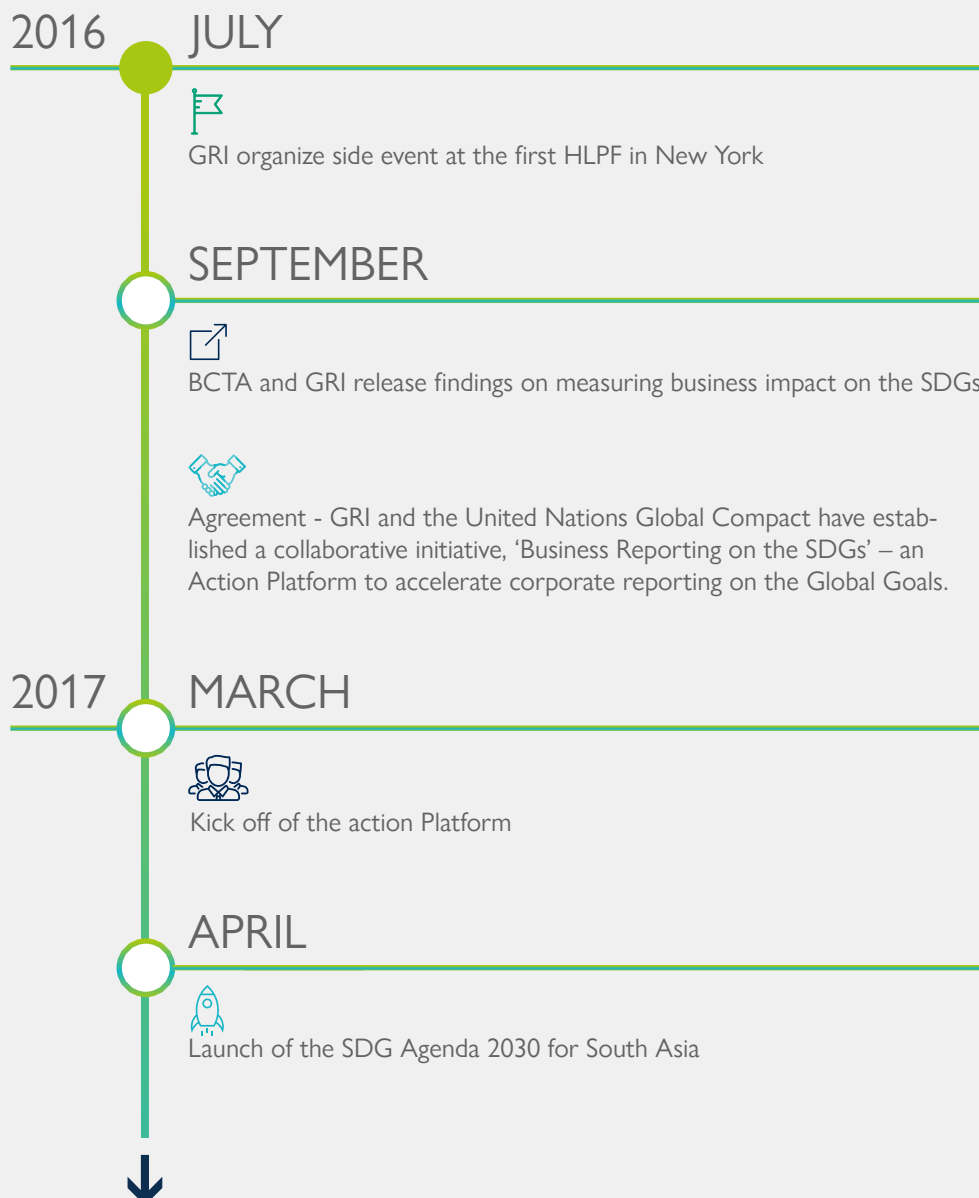 2016 JULY
GRI organize side event at the first HLPF in New York
SEPTEMBER
BCTA and GRI release findings on measuring business impact on the SDGs
Agreement - GRI and the United Nations Global Compact have estab-
lished a collaborative initiative, ‘Business Reporting on the SDGs’ – an
Action Platform to accelerate corporate reporting on the Global Goals.
2017 MARCH
Kick off of the action Platform
APRIL
Launch of the SDG Agenda 2030 for South Asia